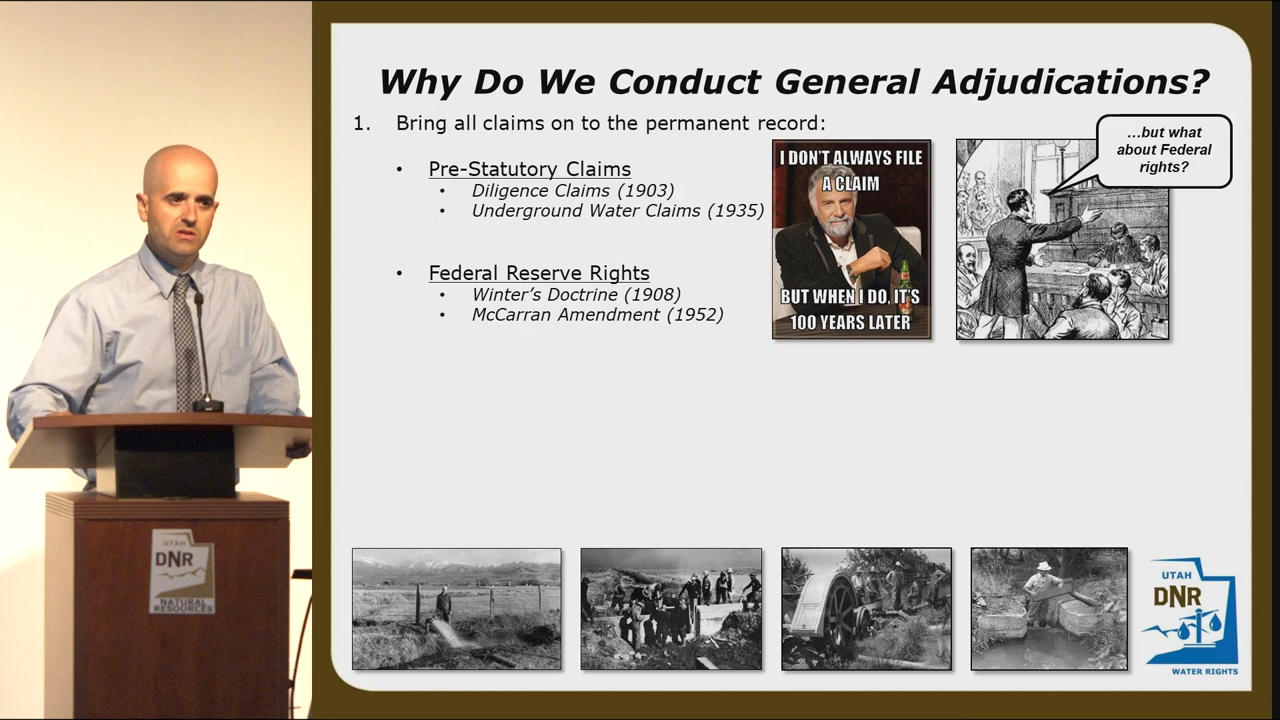 Why Do We Conduct General Adjudications?
1. Bring all claims on to the permanent record:
• Pre-Statutory Claims
• Diligence Claims (1903)
• Underground Water Claims (1935)
• Federal Reserve Rights
• Winter's Doctrine (1908)
• McCarran Amendment (1952)
I DON'T ALWAYS FILE
A CLAIM
BUT WHEN I DO, IT'S
100 YEARS LATER
...but what
about Federal
rights?
UTAH
DNR
NATURAL
RESOURCES
UTAH
DNR
WATER RIGHTS